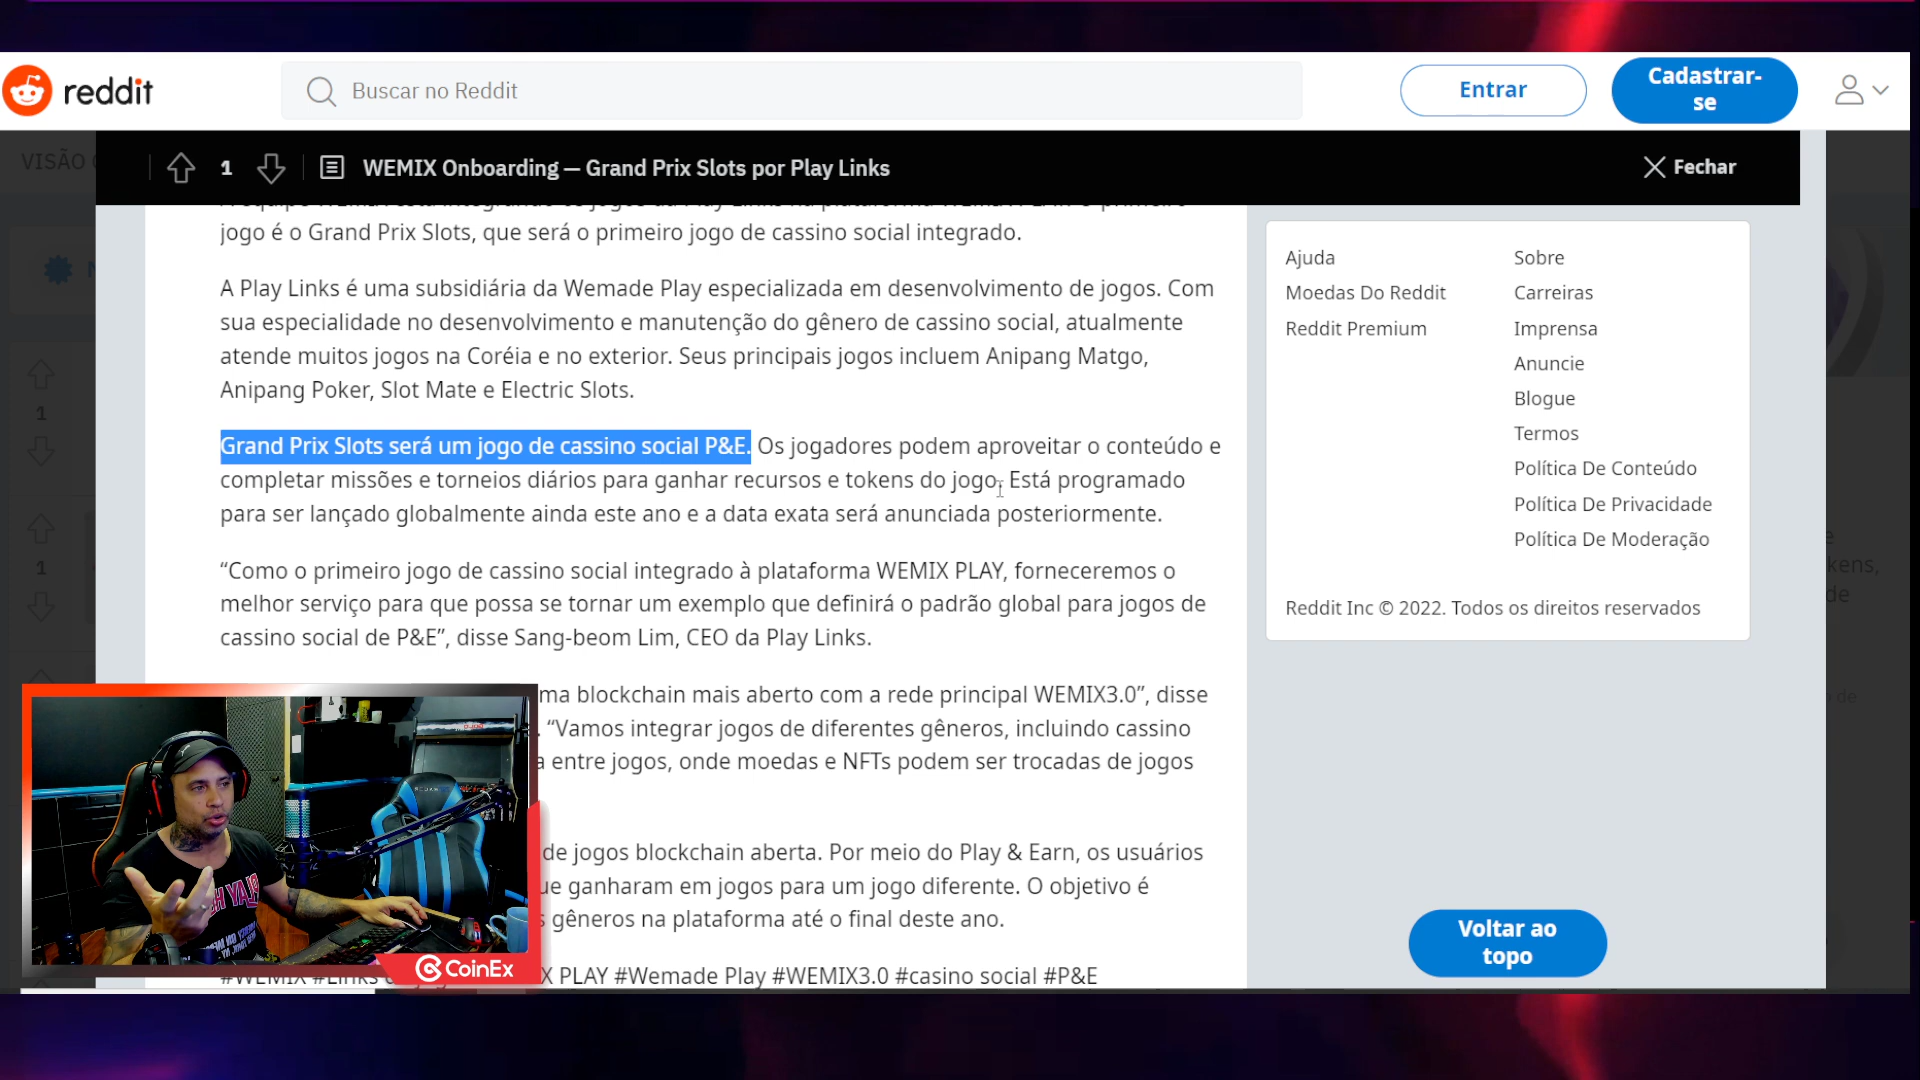 reddit
Buscar no Reddit
Entrar
Cadastrar-
se
VISÃO
1
WEMIX Onboarding — Grand Prix Slots por Play Links
Fechar
jogo é o Grand Prix Slots, que será o primeiro jogo de cassino social integrado.
A Play Links é uma subsidiária da Wemade Play especializada em desenvolvimento de jogos. Com
sua especialidade no desenvolvimento e manutenção do gênero de cassino social, atualmente
atende muitos jogos na Coréia e no exterior. Seus principais jogos incluem Anipang Matgo,
Anipang Poker, Slot Mate e Electric Slots.
Grand Prix Slots será um jogo de cassino social P&E. Os jogadores podem aproveitar o conteúdo e
completar missões e torneios diários para ganhar recursos e tokens do jogo. Está programado
para ser lançado globalmente ainda este ano e a data exata será anunciada posteriormente.
“Como o primeiro jogo de cassino social integrado à plataforma WEMIX PLAY, forneceremos o
melhor serviço para que possa se tornar um exemplo que definirá o padrão global para jogos de
cassino social de P&E”, disse Sang-beom Lim, CEO da Play Links.
ma blockchain mais aberto com a rede principal WEMIX3.0”, disse
“Vamos integrar jogos de diferentes gêneros, incluindo cassino
a entre jogos, onde moedas e NFTs podem ser trocadas de jogos
de jogos blockchain aberta. Por meio do Play & Earn, os usuários
ue ganharam em jogos para um jogo diferente. O objetivo é
s gêneros na plataforma até o final deste ano.
X PLAY #Wemade Play #WEMIX3.0 #casino social #P&E
Ajuda
Moedas Do Reddit
Reddit Premium
Sobre
Carreiras
Imprensa
Anuncie
Blogue
Termos
Política De Conteúdo
Política De Privacidade
Política De Moderação
Reddit Inc © 2022. Todos os direitos reservados
Voltar ao
topo
1
1
kens,
de
de
CoinEx